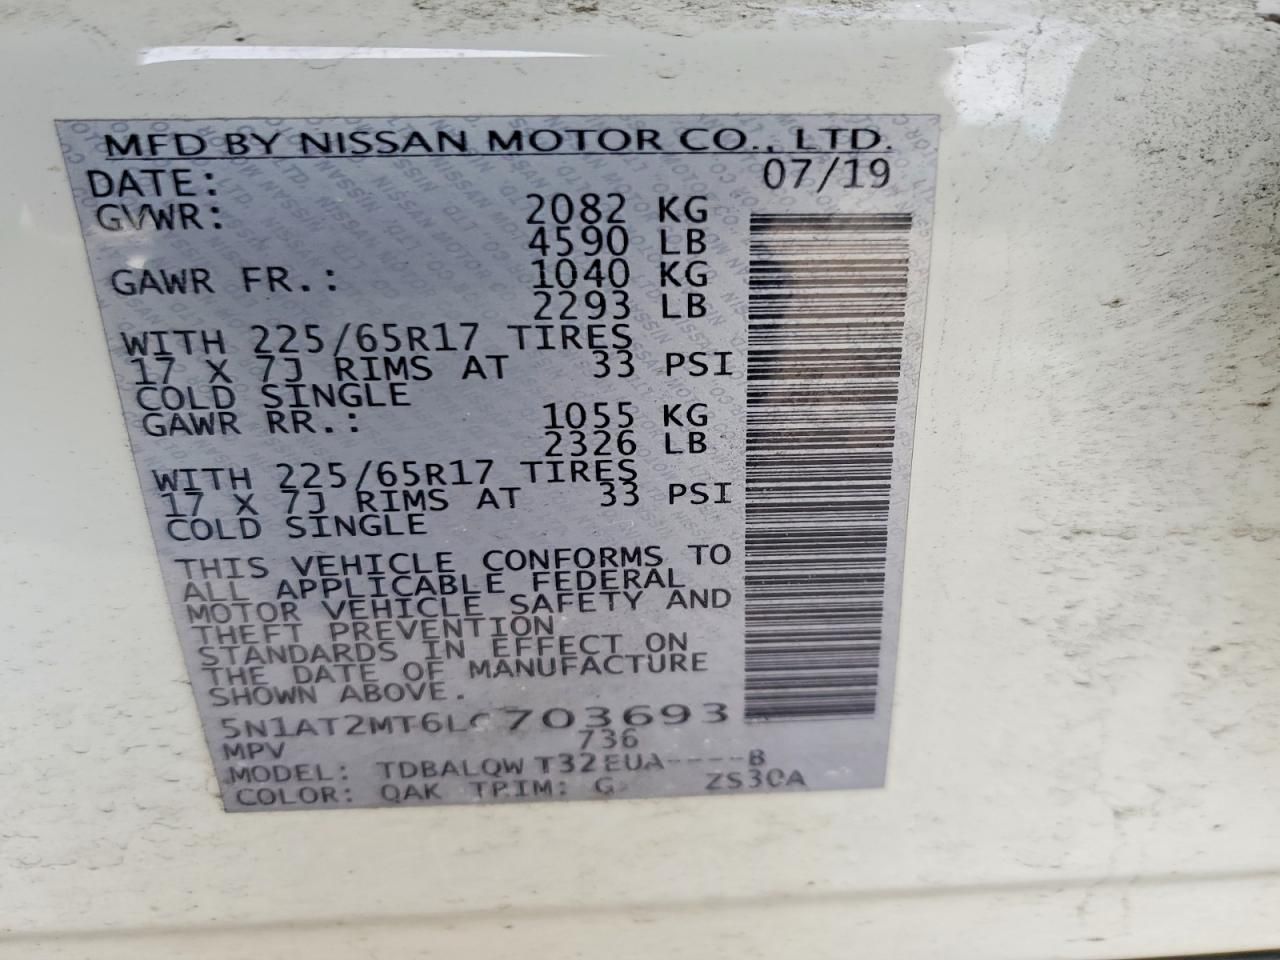 MFD BY NISSAN MOTOR CO., LTD.
DATE: 07/19
GVWR: 2082 KG
4590 LB
GAWR FR.: 1040 KG
2293 LB
WITH 225/65R17 TIRES
17 X 7J RIMS AT 33 PSI
COLD SINGLE
GAWR RR.: 1055 KG
2326 LB
WITH 225/65R17 TIRES
17 X 7J RIMS AT 33 PSI
COLD SINGLE
THIS VEHICLE CONFORMS TO
ALL APPLICABLE FEDERAL
MOTOR VEHICLE SAFETY AND
THEFT PREVENTION
STANDARDS IN EFFECT ON
THE DATE OF MANUFACTURE
SHOWN ABOVE.
5N1AT2MT6LC703693
MPV 736
MODEL: TDBALQW T32EUA----B
COLOR: QAK TRIM: G ZS30A